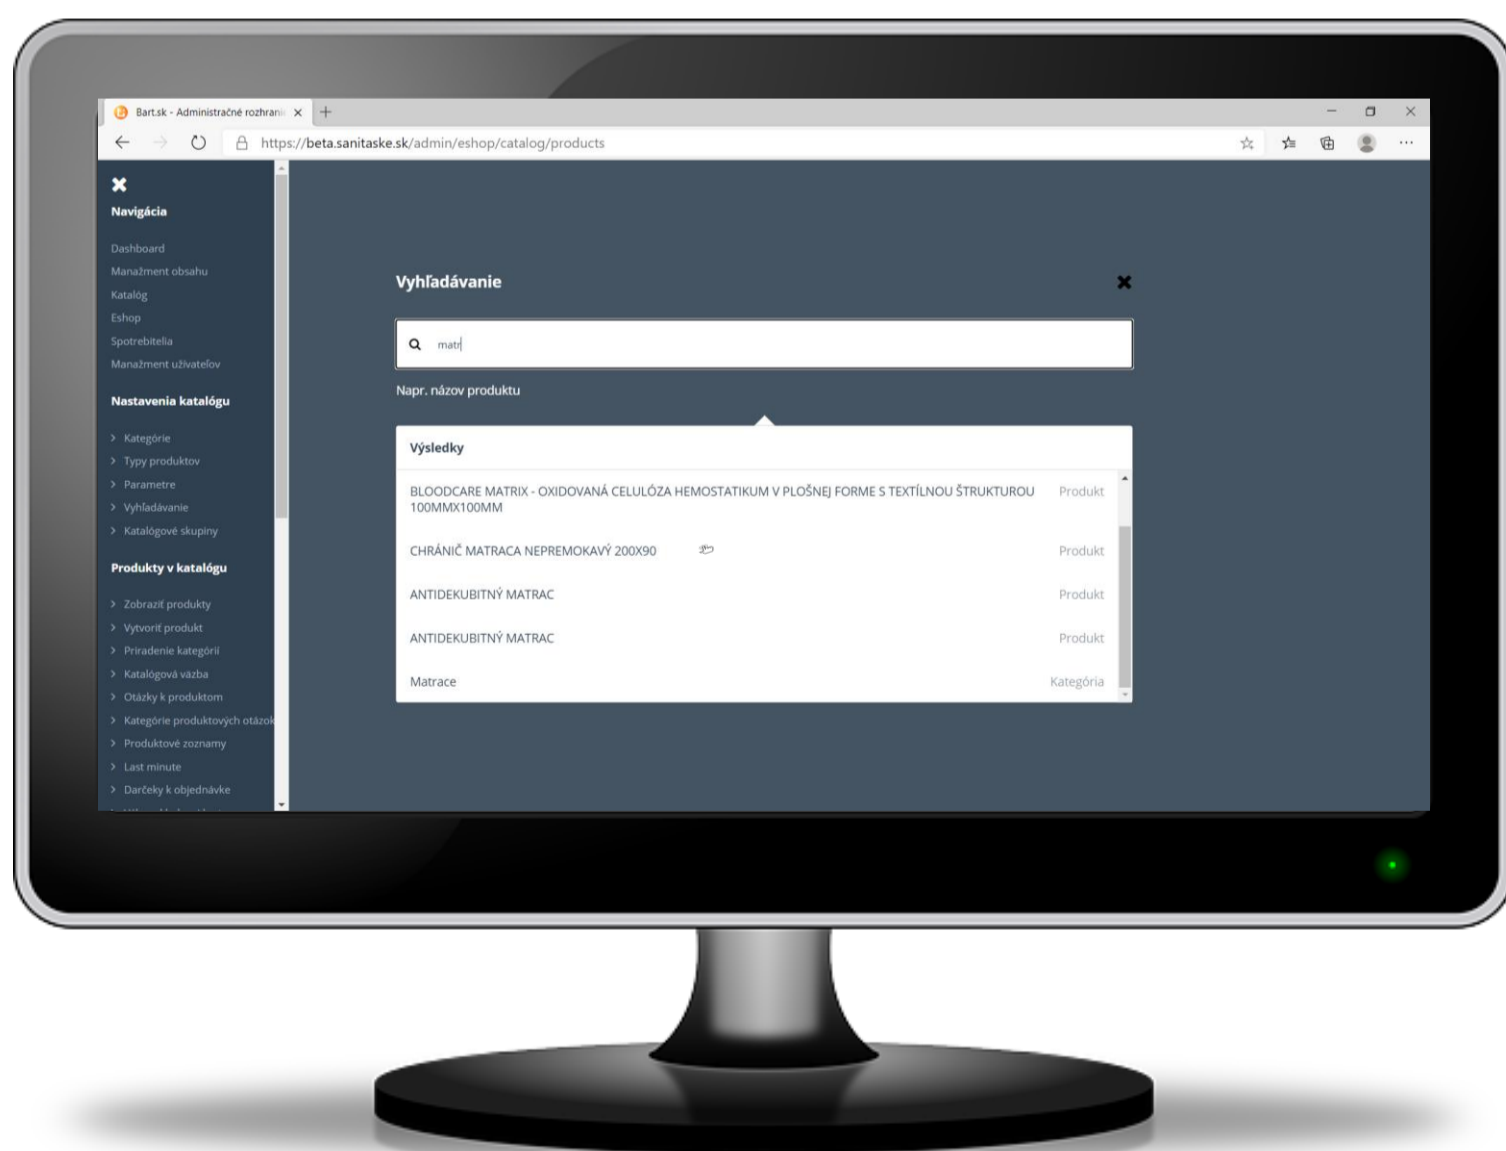 Bart.sk - Administračné rozhrani
https://beta.sanitaske.sk/admin/eshop/catalog/products
Navigácia
Dashboard
Manažment obsahu
Katalóg
Eshop
Spotrebitelia
Manažment užívateľov
Nastavenia katalógu
Kategórie
Typy produktov
Parametre
Vyhľadávanie
Katalógové skupiny
Produkty v katalógu
Zobraziť produkty
Vytvoriť produkt
Priradenie kategórií
Katalógová väzba
Otázky k produktom
Kategórie produktových otázok
Produktové zoznamy
Last minute
Darčeky k objednávke
Vyhľadávanie
matr
Napr. názov produktu
Výsledky
BLOODCARE MATRIX - OXIDOVANÁ CELULÓZA HEMOSTATIKUM V PLOŠNEJ FORME S TEXTÍLNOU ŠTRUKTUROU Produkt
100MMX100MM
CHRÁNIČ MATRACA NEPREMOKAVÝ 200X90 Produkt
ANTIDEKUBITNÝ MATRAC Produkt
ANTIDEKUBITNÝ MATRAC Produkt
Matrace Kategória